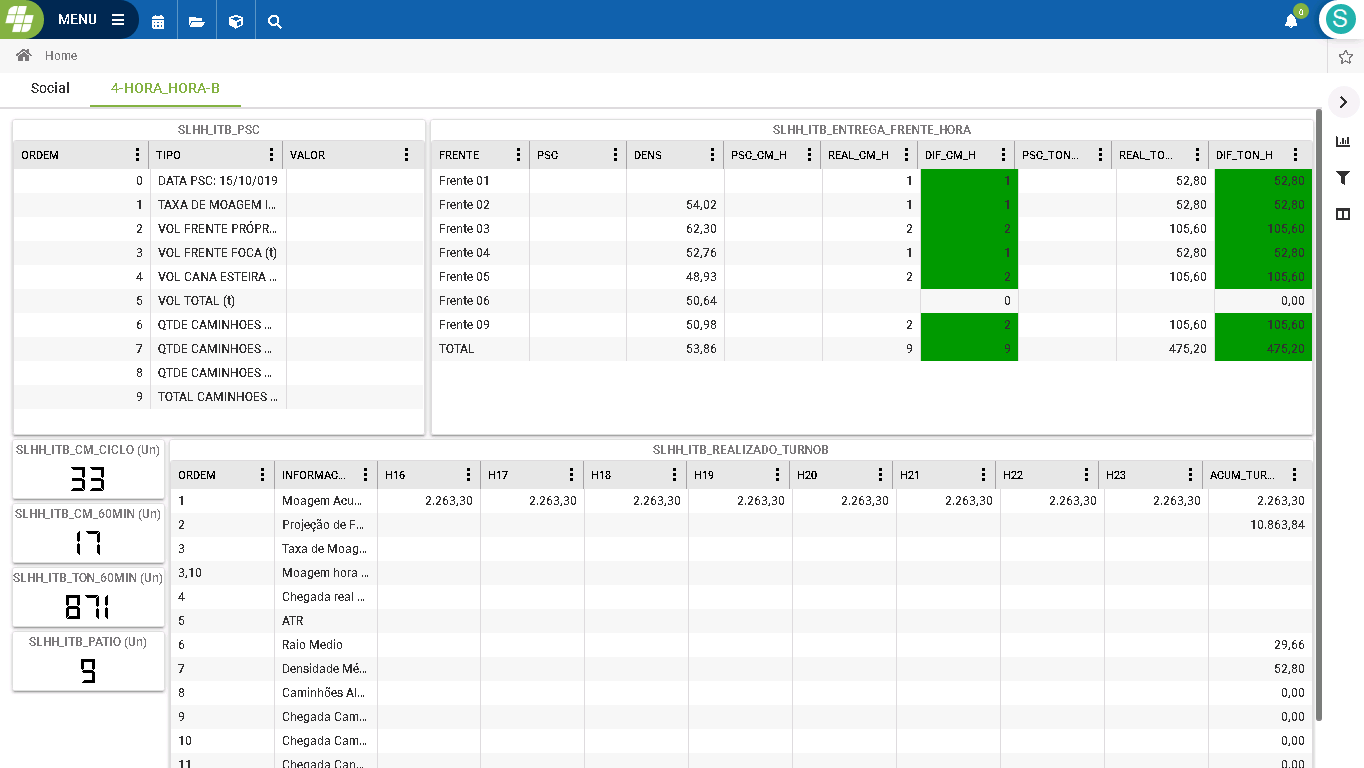 MENU
0
S
Home
Social 4-HORA_HORA-B
SLHH_ITB_PSC
ORDEM TIPO VALOR
0 DATA PSC: 15/10/019
1 TAXA DE MOAGEM I...
2 VOL FRENTE PRÓPR...
3 VOL FRENTE FOCA (t)
4 VOL CANA ESTEIRA ...
5 VOL TOTAL (t)
6 QTDE CAMINHOES ...
7 QTDE CAMINHOES ...
8 QTDE CAMINHOES ...
9 TOTAL CAMINHOES ...
SLHH_ITB_ENTREGA_FRENTE_HORA
FRENTE PSC DENS PSC_CM_H REAL_CM_H DIF_CM_H PSC_TON... REAL_TO... DIF_TON_H
Frente 01 1 1 52,80 52,80
Frente 02 54,02 1 1 52,80 52,80
Frente 03 62,30 2 2 105,60 105,60
Frente 04 52,76 1 1 52,80 52,80
Frente 05 48,93 2 2 105,60 105,60
Frente 06 50,64 0 0,00
Frente 09 50,98 2 2 105,60 105,60
TOTAL 53,86 9 9 475,20 475,20
SLHH_ITB_CM_CICLO (Un)
33
SLHH_ITB_CM_60MIN (Un)
17
SLHH_ITB_TON_60MIN (Un)
871
SLHH_ITB_PATIO (Un)
9
SLHH_ITB_REALIZADO_TURNOB
ORDEM INFORMAC... H16 H17 H18 H19 H20 H21 H22 H23 ACUM_TUR...
1 Moagem Acu... 2.263,30 2.263,30 2.263,30 2.263,30 2.263,30 2.263,30 2.263,30 2.263,30 2.263,30
2 Projeção de F... 10.863,84
3 Taxa de Moag...
3,10 Moagem hora ...
4 Chegada real ...
5 ATR
6 Raio Medio 29,66
7 Densidade Mé... 52,80
8 Caminhões Al... 0,00
9 Chegada Cam... 0,00
10 Chegada Cam... 0,00
11 Chegada Can... 0,00